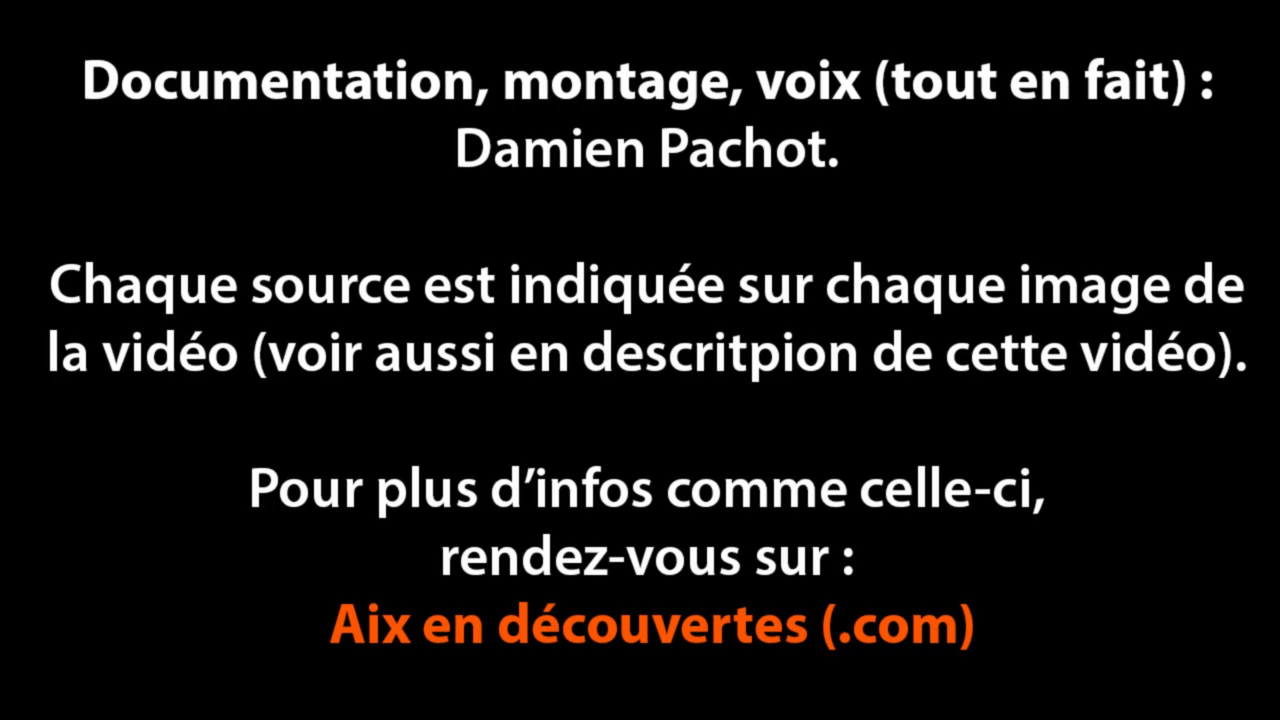 Documentation, montage, voix (tout en fait) :
Damien Pachot.
Chaque source est indiquée sur chaque image de
la vidéo (voir aussi en descritpion de cette vidéo).
Pour plus d’infos comme celle-ci,
rendez-vous sur :
Aix en découvertes (.com)